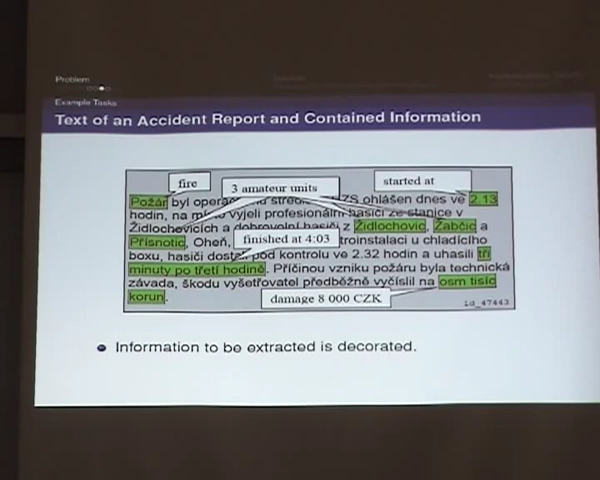 Problem
Example Tasks
Text of an Accident Report and Contained Information
fire
3 amateur units
started at
Požár byl ohlášen dnes ve 2.13
hodin, na vyjeli profesionální hasiči ze stanice v
Židlochovicích a dobrovolní hasiči z Židlochovic, Žabčic a
Přísnotic, Oheň, troinstalaci u chladícího
finished at 4:03
boxu, hasiči pod kontrolu ve 2.32 hodin a uhasili tři
minuty po třetí hodině. Příčinou vzniku požáru byla technická
závada, škodu vyšetřovatel předběžně vyčíslil na osm tisíc
korun.
damage 8 000 CZK
id_47443
Information to be extracted is decorated.